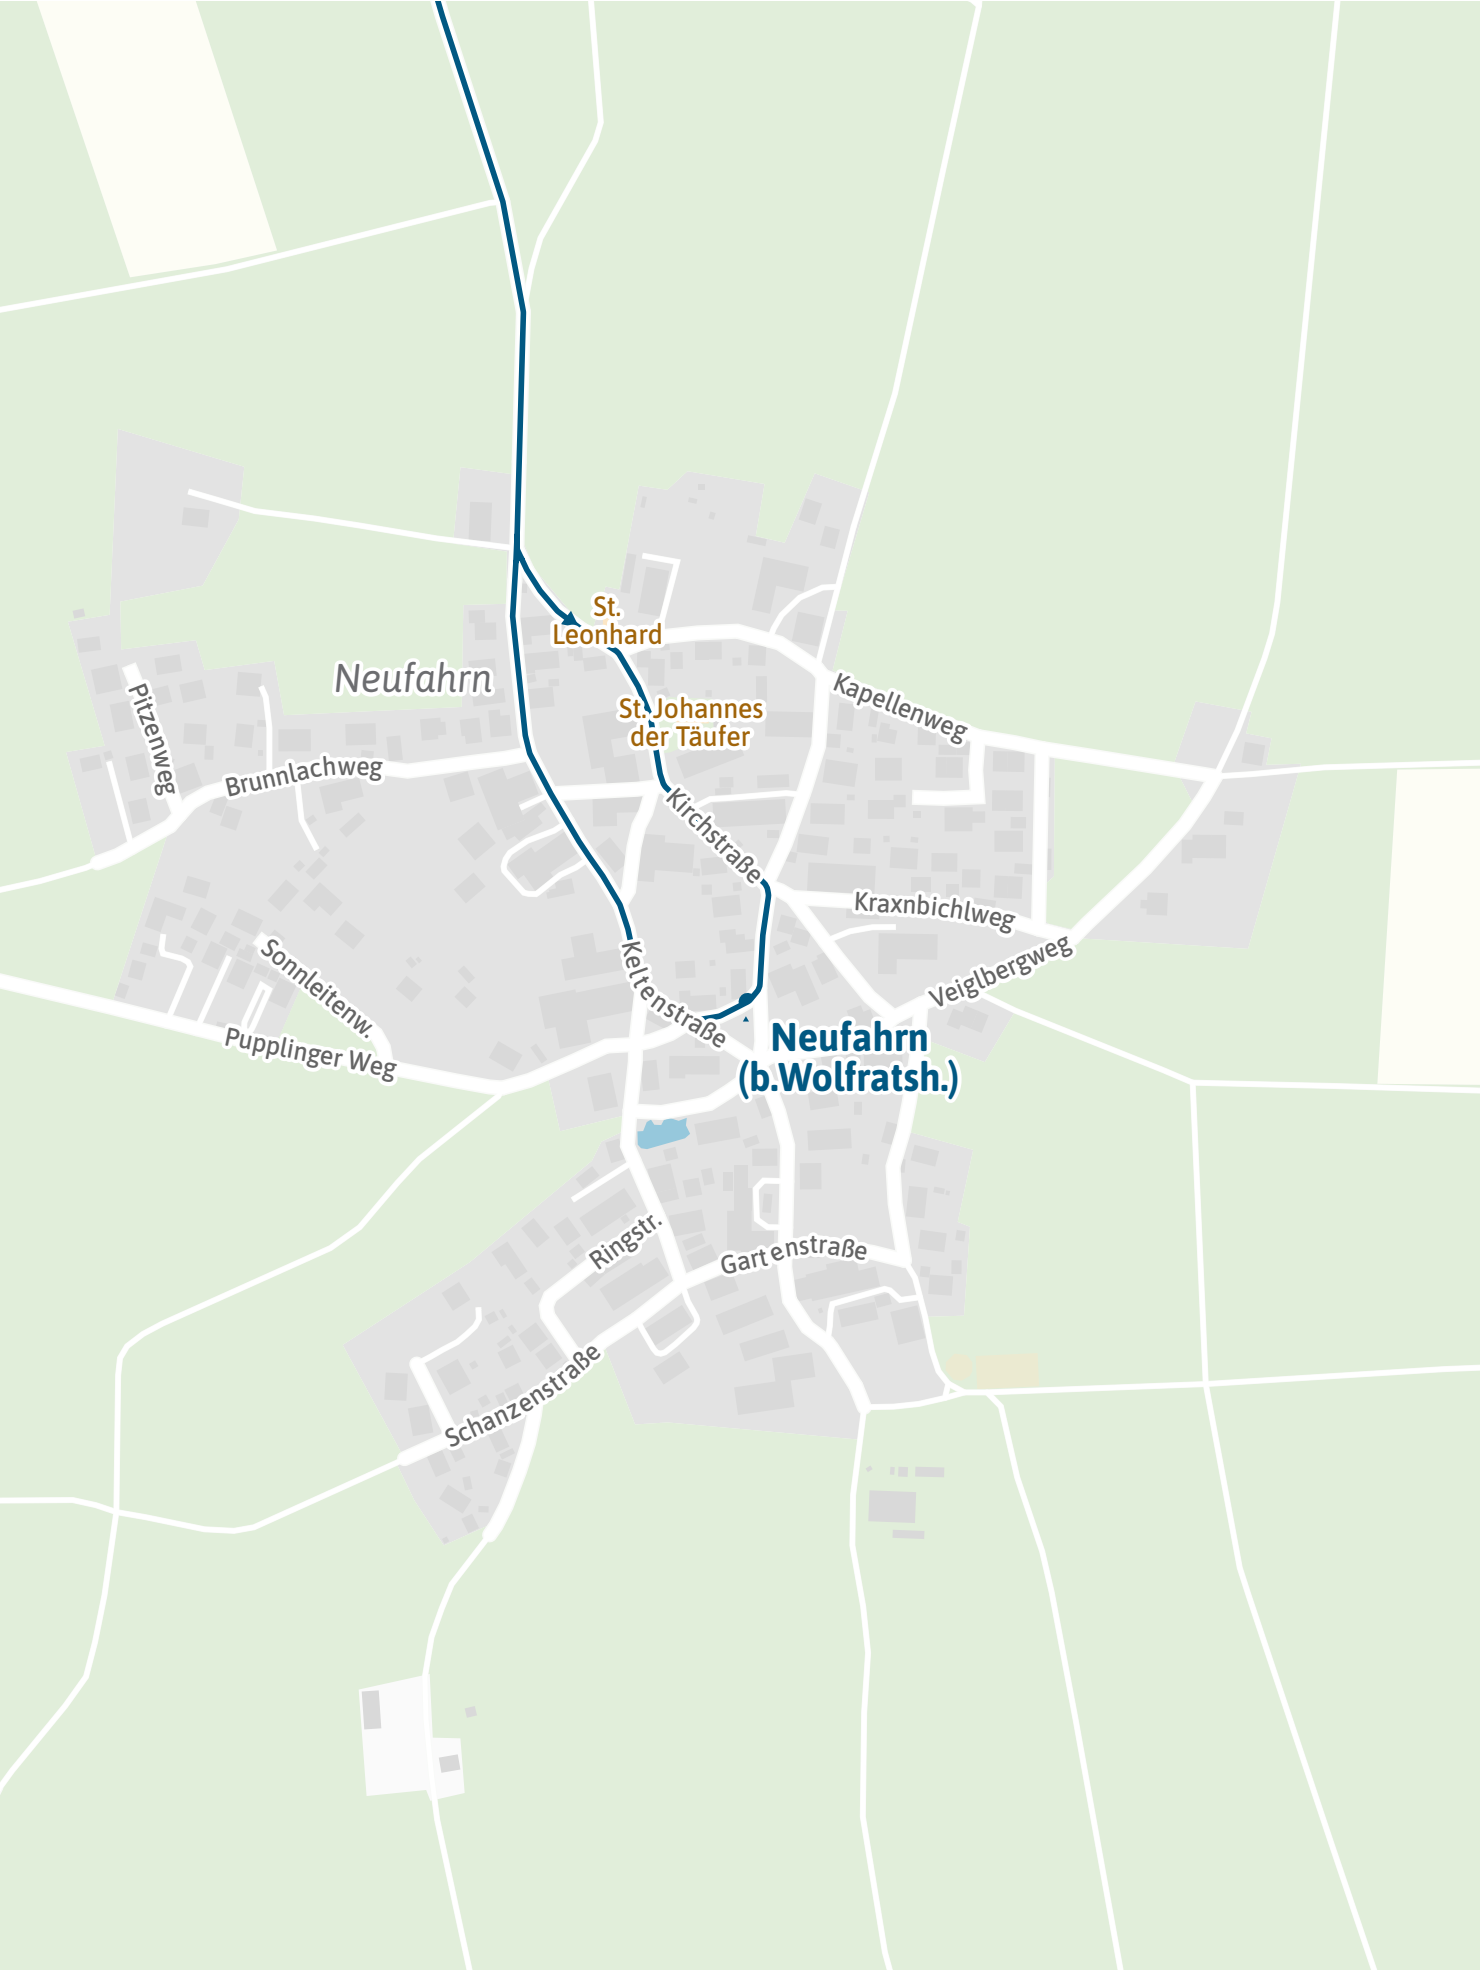 St.
Leonhard
Neufahrn
St. Johannes
der Täufer
Kapellenweg
Pitzenweg
Brunnlachweg
Kirchstraße
Kraxnbichlweg
Veiglbergweg
Sonnleitenw.
Keltenstraße
Pupplinger Weg
Neufahrn
(b.Wolfratsh.)
Ringstr.
Gartenstraße
Schanzenstraße